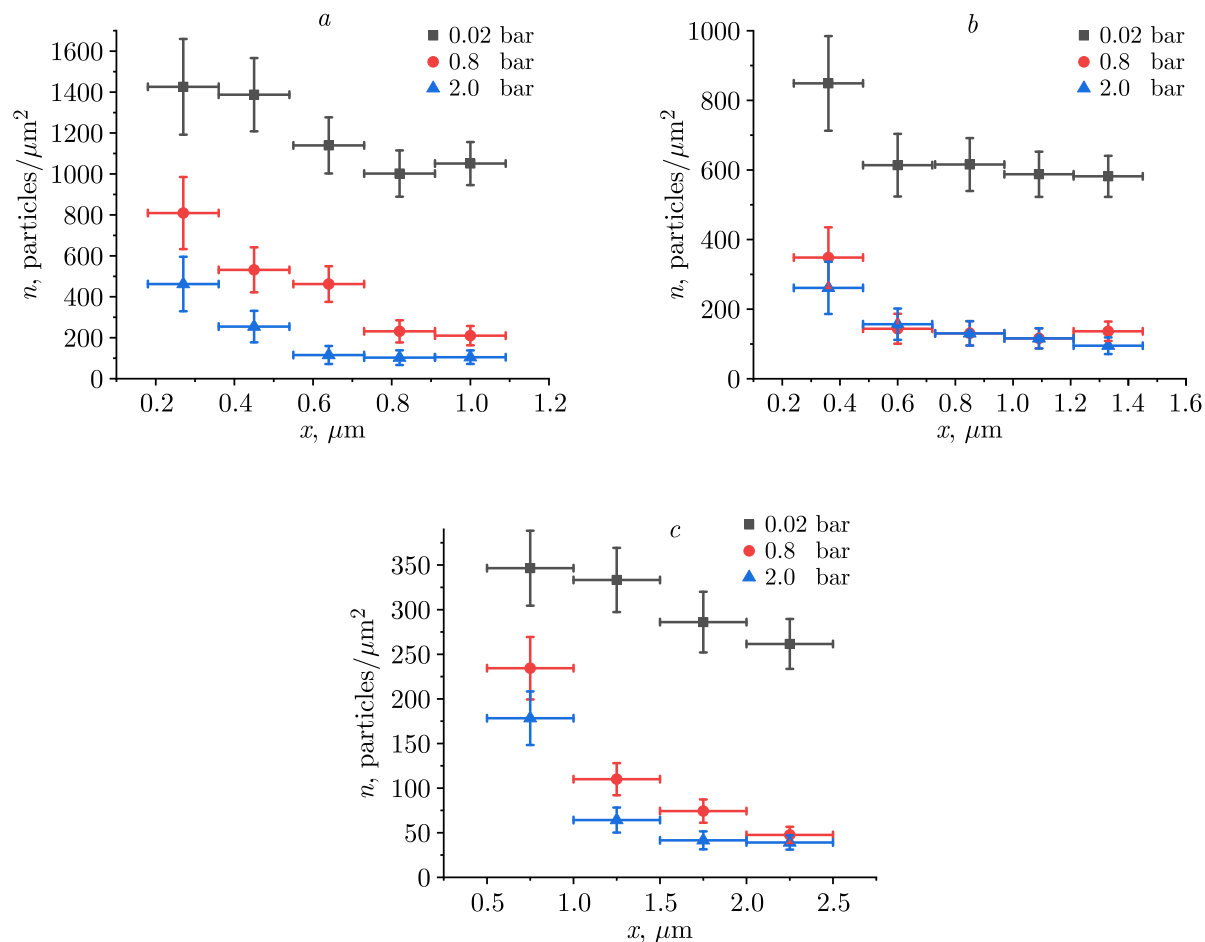 a
0.02 bar
0.8 bar
2.0 bar
1600
1400
1200
1000
800
600
400
200
0
n, particles/μm²
0.2 0.4 0.6 0.8 1.0 1.2
x, μm
b
0.02 bar
0.8 bar
2.0 bar
1000
800
600
400
200
0
n, particles/μm²
0.2 0.4 0.6 0.8 1.0 1.2 1.4 1.6
x, μm
c
0.02 bar
0.8 bar
2.0 bar
350
300
250
200
150
100
50
0
n, particles/μm²
0.5 1.0 1.5 2.0 2.5
x, μm